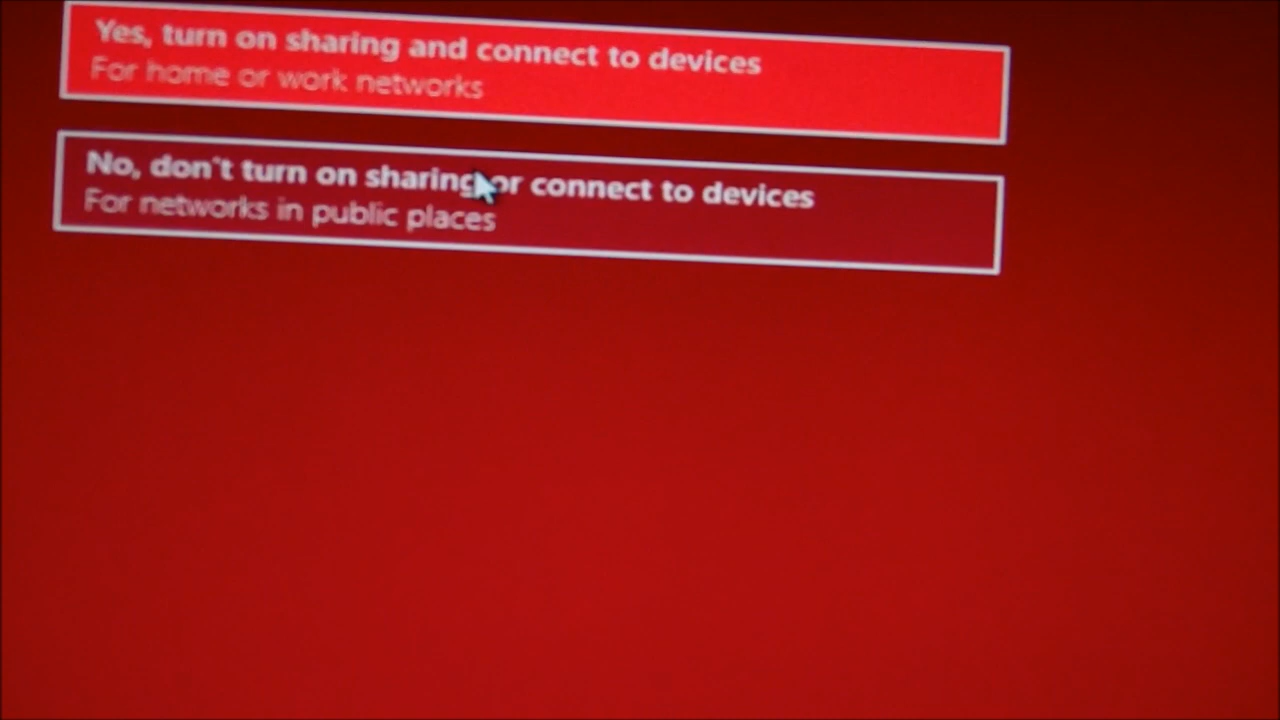 Yes, turn on sharing and connect to devices
For home or work networks
No, don't turn on sharing or connect to devices
For networks in public places